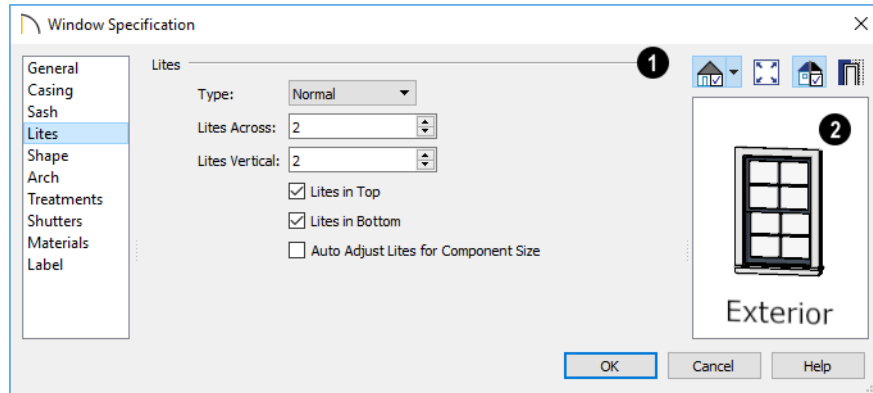 Window Specification
General
Casing
Sash
Lites
Shape
Arch
Treatments
Shutters
Materials
Label
Lites
Type: Normal
Lites Across: 2
Lites Vertical: 2
Lites in Top
Lites in Bottom
Auto Adjust Lites for Component Size
1
2
Exterior
OK Cancel Help